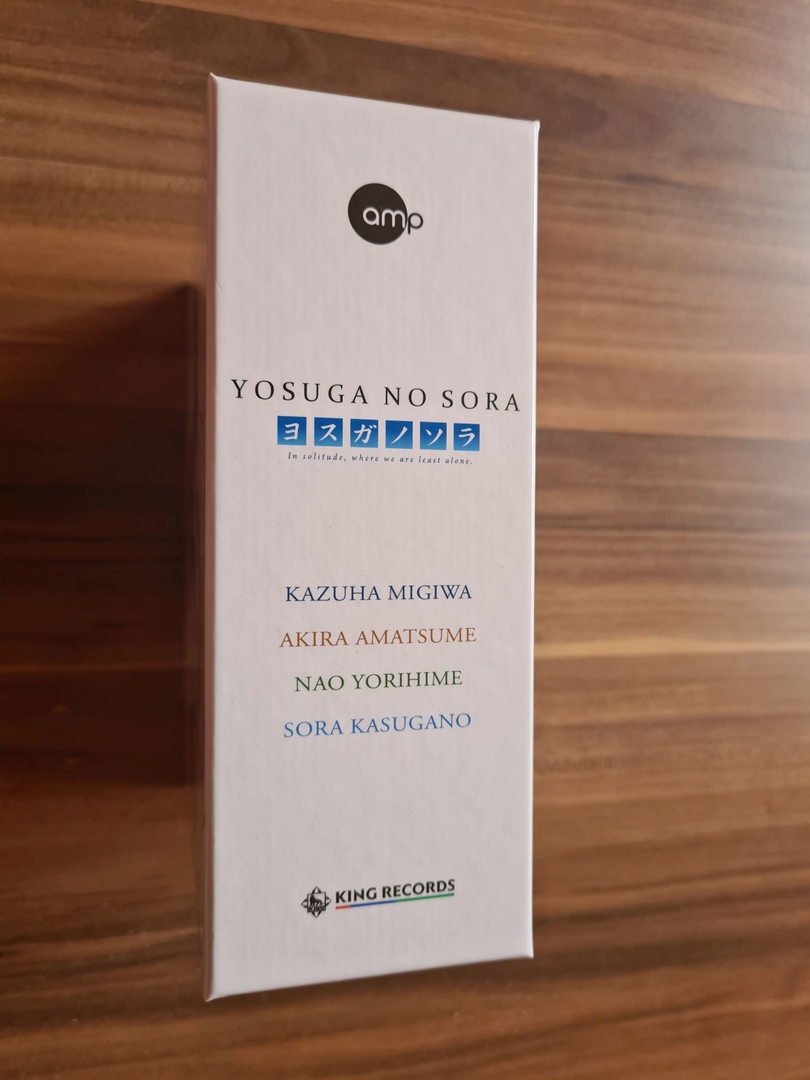 amp
YOSUGA NO SORA
ヨスガノソラ
In solitude, where we are least alone.
KAZUHA MIGIWA
AKIRA AMATSUME
NAO YORIHIME
SORA KASUGANO
KING RECORDS